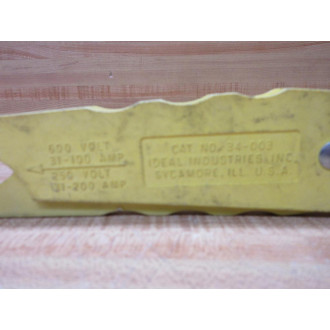 600 VOLT
31-100 AMP
250 VOLT
101-200 AMP
CAT. NO. 34-003
IDEAL INDUSTRIES, INC.
SYCAMORE, ILL. U.S.A.